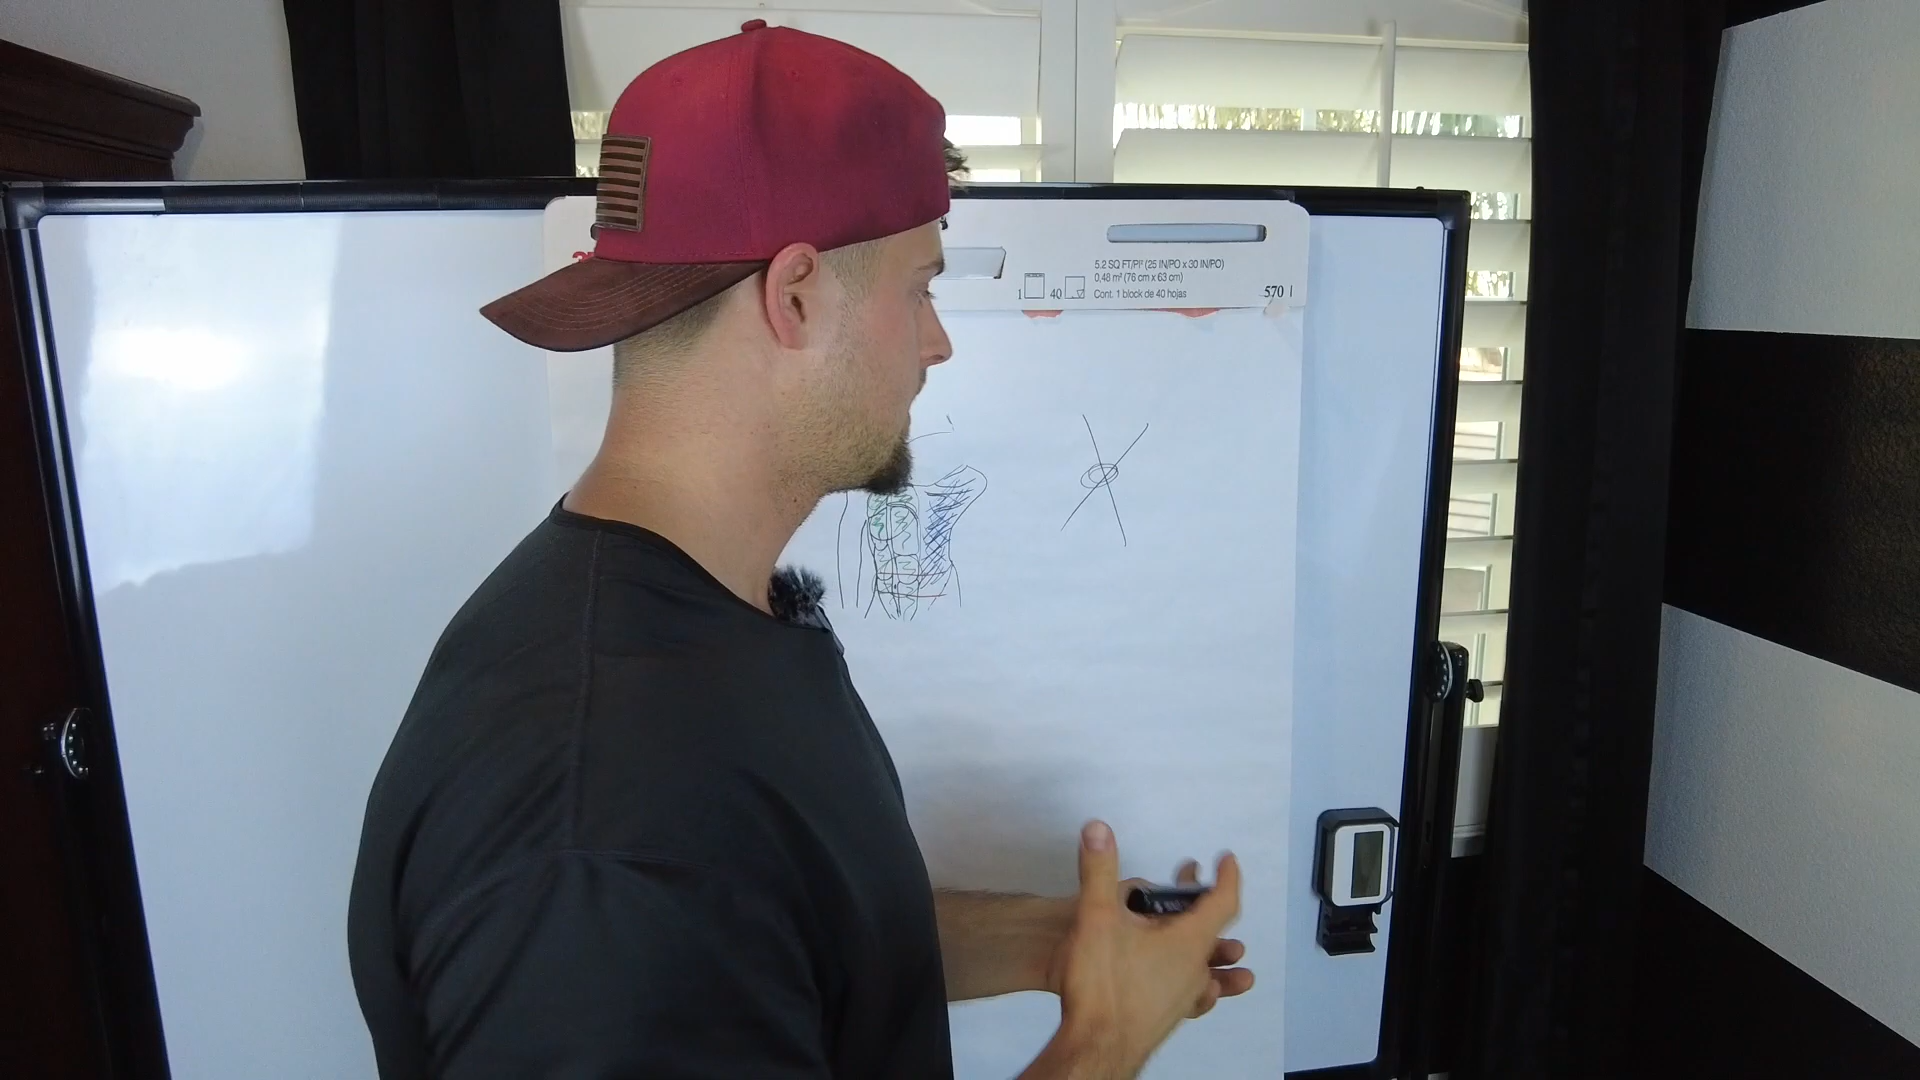 5.2 SQ FT/PI² (25 IN/PO x 30 IN/PO)
0,48 m² (76 cm x 63 cm)
1 40 Cont. 1 block de 40 hojas
570